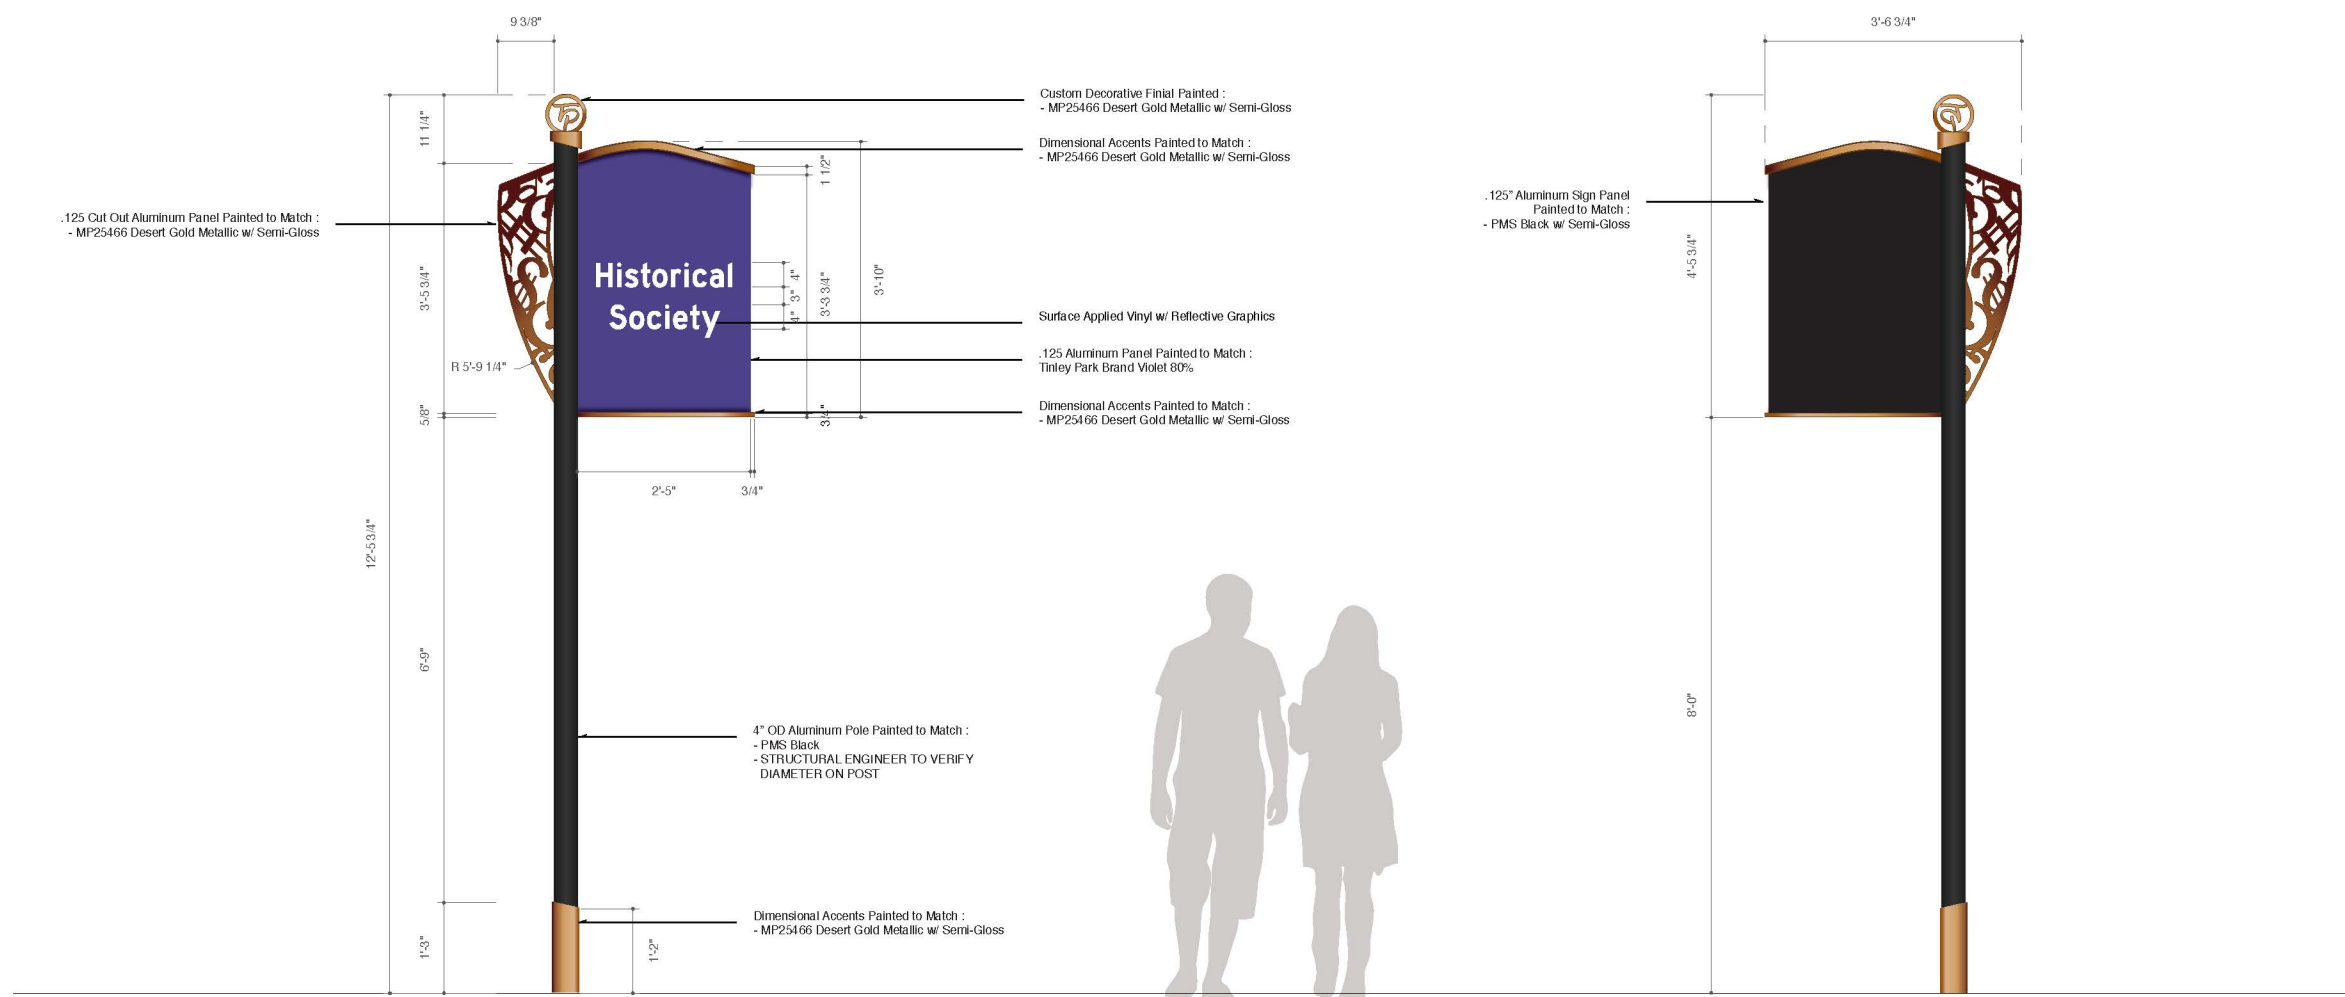 9 3/8"
3'-6 3/4"
Custom Decorative Finial Painted :
- MP25466 Desert Gold Metallic w/ Semi-Gloss
11 1/4"
Dimensional Accents Painted to Match :
- MP25466 Desert Gold Metallic w/ Semi-Gloss
1 1/2"
.125" Aluminum Sign Panel
Painted to Match :
- PMS Black w/ Semi-Gloss
.125 Cut Out Aluminum Panel Painted to Match :
- MP25466 Desert Gold Metallic w/ Semi-Gloss
Historical
Society
4"
3"
4"
3'-3 3/4"
3'-10"
3'-5 3/4"
4'-5 3/4"
Surface Applied Vinyl w/ Reflective Graphics
.125 Aluminum Panel Painted to Match :
Tinley Park Brand Violet 80%
R 5'-9 1/4"
Dimensional Accents Painted to Match :
- MP25466 Desert Gold Metallic w/ Semi-Gloss
5/8"
3/4"
2'-5"
3/4"
12'-5 3/4"
6'-9"
8'-0"
4" OD Aluminum Pole Painted to Match :
- PMS Black
- STRUCTURAL ENGINEER TO VERIFY
DIAMETER ON POST
Dimensional Accents Painted to Match :
- MP25466 Desert Gold Metallic w/ Semi-Gloss
1'-3"
1'-2"